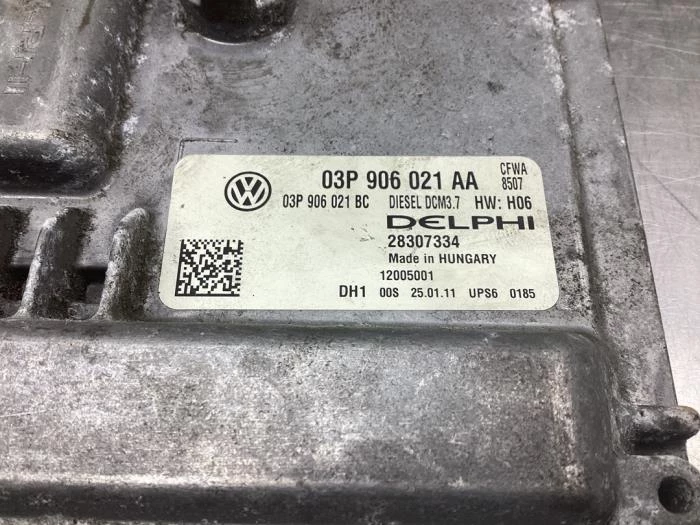 03P 906 021 AA CFWA
8507
03P 906 021 BC DIESEL DCM3.7 HW: H06
DELPHI
28307334
Made in HUNGARY
12005001
DH1 00S 25.01.11 UPS6 0185